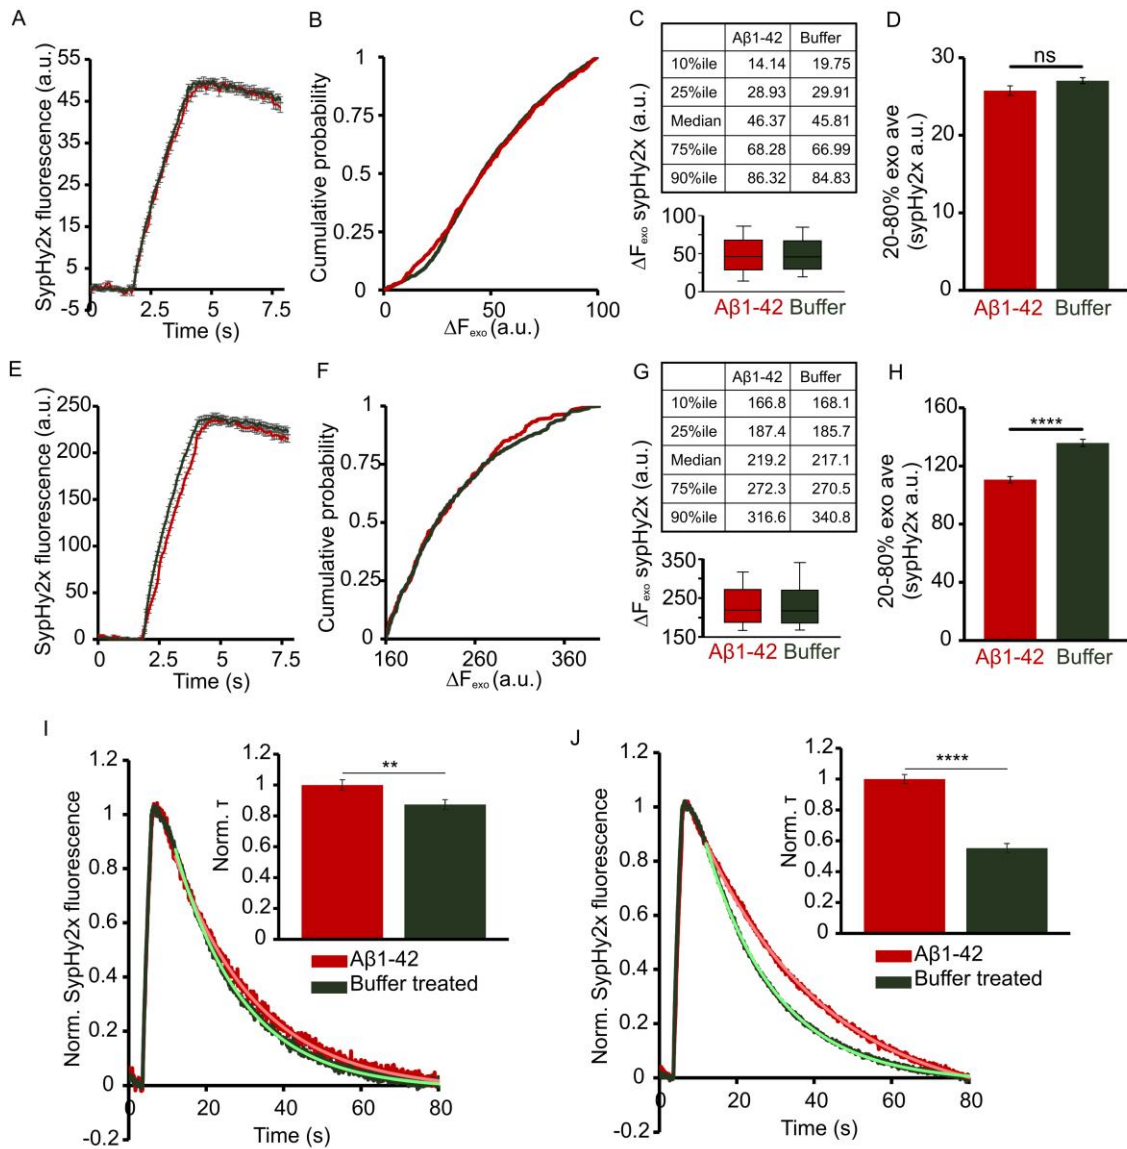 A
SypHy2x fluorescence (a.u.)
55
45
35
25
15
5
-5
0
2.5
5
7.5
Time (s)
B
Cumulative probability
1
0.75
0.5
0.25
0
0
50
100
ΔFexo (a.u.)
C
Aβ1-42 Buffer
10%ile 14.14 19.75
25%ile 28.93 29.91
Median 46.37 45.81
75%ile 68.28 66.99
90%ile 86.32 84.83
ΔFexo sypHy2x (a.u.)
100
50
0
Aβ1-42 Buffer
D
20-80% exo ave
(sypHy2x a.u.)
30
20
10
0
ns
Aβ1-42 Buffer
E
SypHy2x fluorescence (a.u.)
250
200
150
100
50
0
0
2.5
5
7.5
Time (s)
F
Cumulative probability
1
0.75
0.5
0.25
0
160
260
360
ΔFexo (a.u.)
G
Aβ1-42 Buffer
10%ile 166.8 168.1
25%ile 187.4 185.7
Median 219.2 217.1
75%ile 272.3 270.5
90%ile 316.6 340.8
ΔFexo sypHy2x (a.u.)
350
250
150
Aβ1-42 Buffer
H
20-80% exo ave
(sypHy2x a.u.)
160
120
80
40
0
****
Aβ1-42 Buffer
I
Norm. SypHy2x fluorescence
1.2
1
0.8
0.6
0.4
0.2
0
-0.2
0
20
40
60
80
Time (s)
Norm. τ
1.2
1
0.8
0.6
0.4
0.2
0
**
Aβ1-42
Buffer treated
J
Norm. SypHy2x fluorescence
1.2
1
0.8
0.6
0.4
0.2
0
-0.2
0
20
40
60
80
Time (s)
Norm. τ
1.2
1
0.8
0.6
0.4
0.2
0
****
Aβ1-42
Buffer treated